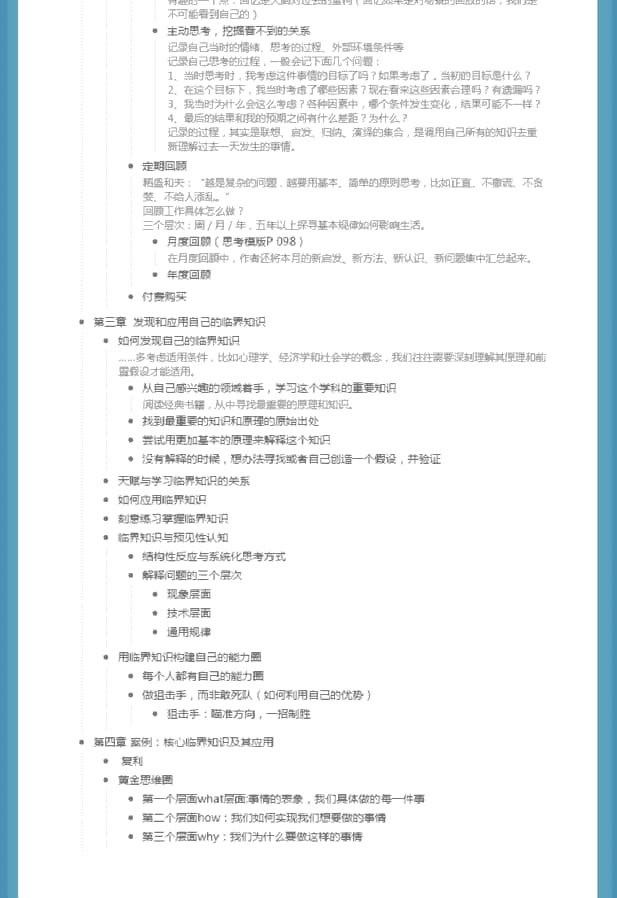 有趣的一个点：回忆是大脑对过去的重构（回忆如果是对场景的回放的话，我们是
不可能看到自己的）
主动思考，挖掘看不到的关系
记录自己当时的情绪、思考的过程、外部环境条件等
记录自己思考的过程，一般会记下面几个问题：
1、当时思考时，我考虑这件事情的目标了吗？如果考虑了，当初的目标是什么？
2、在这个目标下，我当时考虑了哪些因素？现在看来这些因素合理吗？有遗漏吗？
3、我当时为什么会这么考虑？各种因素中，哪个条件发生变化，结果可能不一样？
4、最后的结果和我的预期之间有什么差距？为什么？
记录的过程，其实是联想、启发、归纳、演绎的集合，是调用自己所有的知识去重
新理解过去一天发生的事情。
定期回顾
稻盛和夫：“越是复杂的问题，越要用基本、简单的原则思考，比如正直、不撒谎、不贪
婪、不给人添乱。”
回顾工作具体怎么做？
三个层次：周 / 月 / 年，五年以上探寻基本规律如何影响生活。
月度回顾（思考模版P 098）
在月度回顾中，作者还将本月的新启发、新方法、新认识、新问题集中汇总起来。
年度回顾
付费购买
第三章 发现和应用自己的临界知识
如何发现自己的临界知识
……多考虑适用条件，比如心理学、经济学和社会学的概念，我们往往需要深刻理解其原理和前
置假设才能适用。
从自己感兴趣的领域着手，学习这个学科的重要知识
阅读经典书籍，从中寻找最重要的原理和知识。
找到最重要的知识和原理的原始出处
尝试用更加基本的原理来解释这个知识
没有解释的时候，想办法寻找或者自己创造一个假设，并验证
天赋与学习临界知识的关系
如何应用临界知识
刻意练习掌握临界知识
临界知识与预见性认知
结构性反应与系统化思考方式
解释问题的三个层次
现象层面
技术层面
通用规律
用临界知识构建自己的能力圈
每个人都有自己的能力圈
做狙击手，而非敢死队（如何利用自己的优势）
狙击手：瞄准方向，一招制胜
第四章 案例：核心临界知识及其应用
复利
黄金思维圈
第一个层面what层面:事情的表象，我们具体做的每一件事
第二个层面how：我们如何实现我们想要做的事情
第三个层面why：我们为什么要做这样的事情